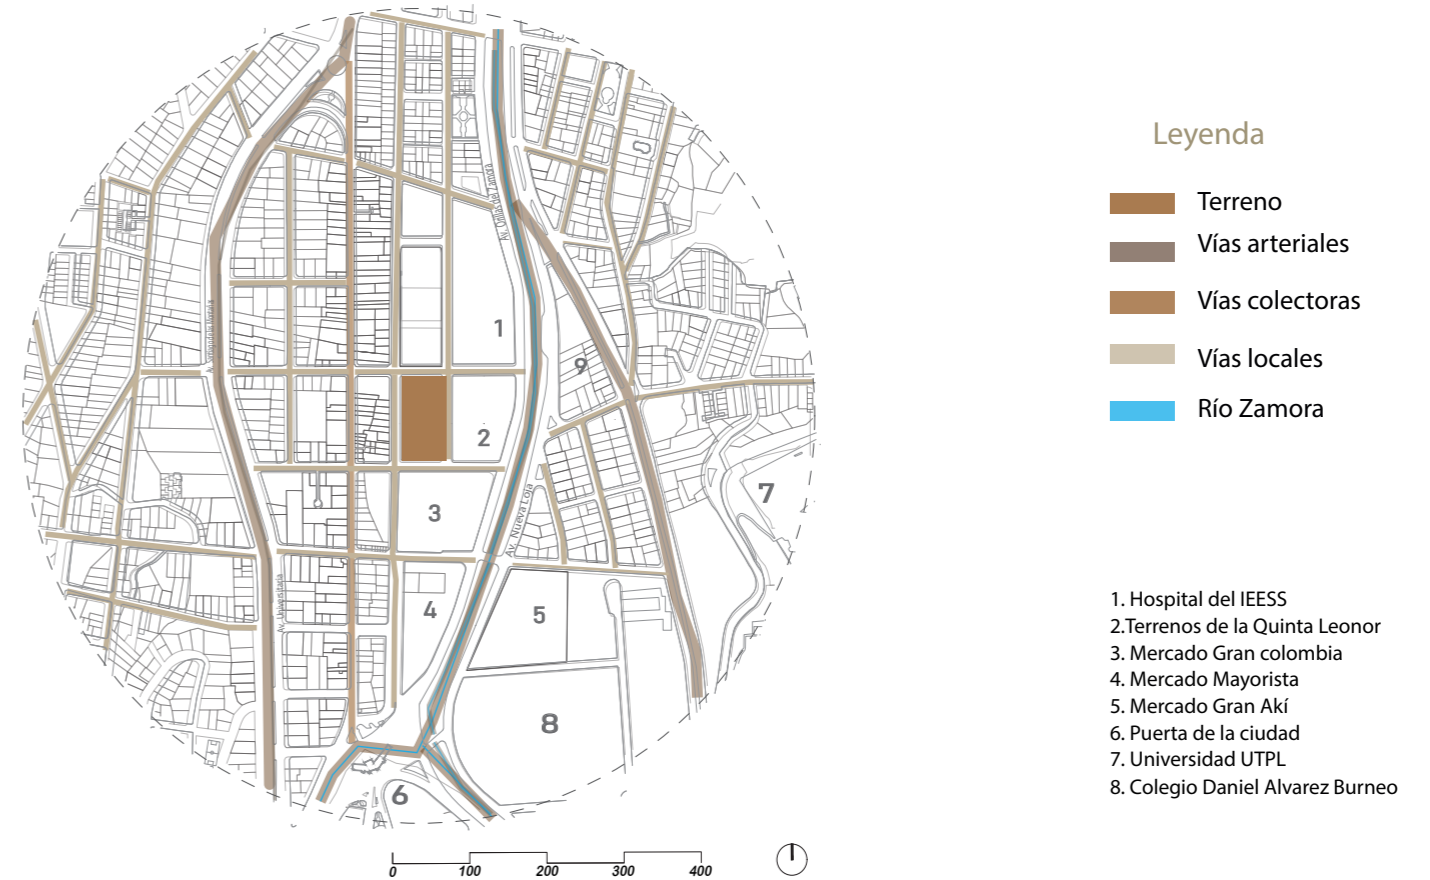 Leyenda
Terreno
Vías arteriales
Vías colectoras
Vías locales
Río Zamora
1
9
2
7
3
Av. Nueva Loja
4
5
Av. Universitaria
8
6
1. Hospital del IEESS
2.Terrenos de la Quinta Leonor
3. Mercado Gran colombia
4. Mercado Mayorista
5. Mercado Gran Akí
6. Puerta de la ciudad
7. Universidad UTPL
8. Colegio Daniel Alvarez Burneo
0 100 200 300 400